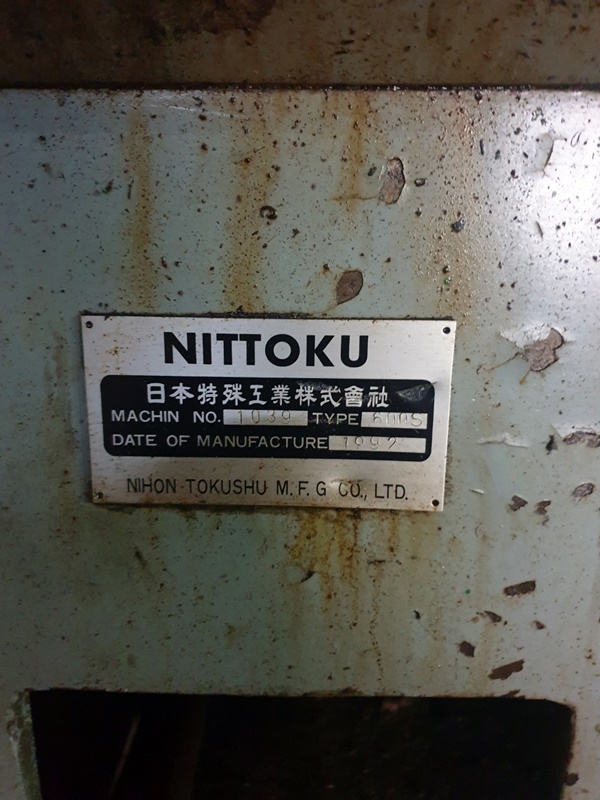 NITTOKU
日本特殊工業株式會社
MACHIN NO. 1039 TYPE 600S
DATE OF MANUFACTURE 1992
NIHON TOKUSHU M.F.G CO., LTD.